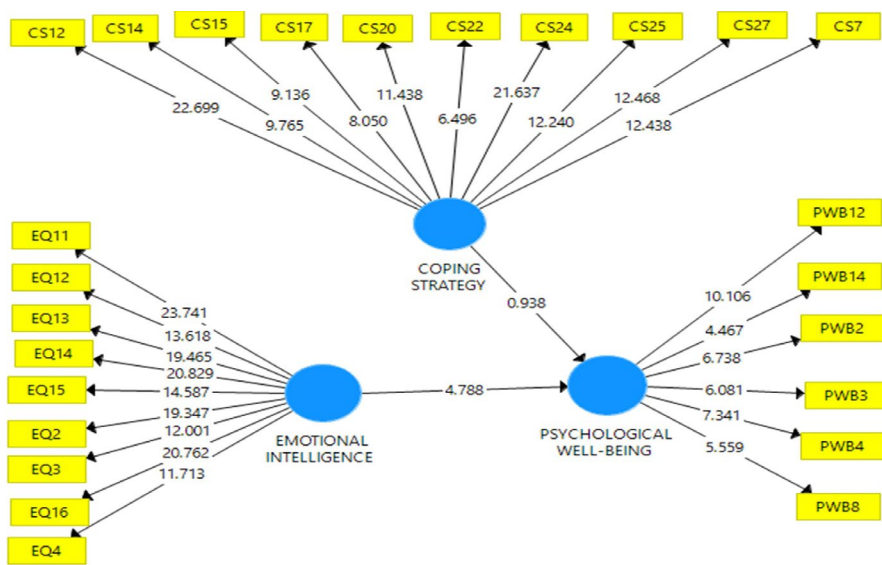 CS12
CS14
CS15
CS17
CS20
CS22
CS24
CS25
CS27
CS7
22.699
9.765
9.136
8.050
11.438
6.496
21.637
12.240
12.468
12.438
COPING
STRATEGY
0.938
EQ11
EQ12
EQ13
EQ14
EQ15
EQ2
EQ3
EQ16
EQ4
23.741
13.618
19.465
20.829
14.587
19.347
12.001
20.762
11.713
EMOTIONAL
INTELLIGENCE
4.788
PSYCHOLOGICAL
WELL-BEING
10.106
4.467
6.738
6.081
7.341
5.559
PWB12
PWB14
PWB2
PWB3
PWB4
PWB8